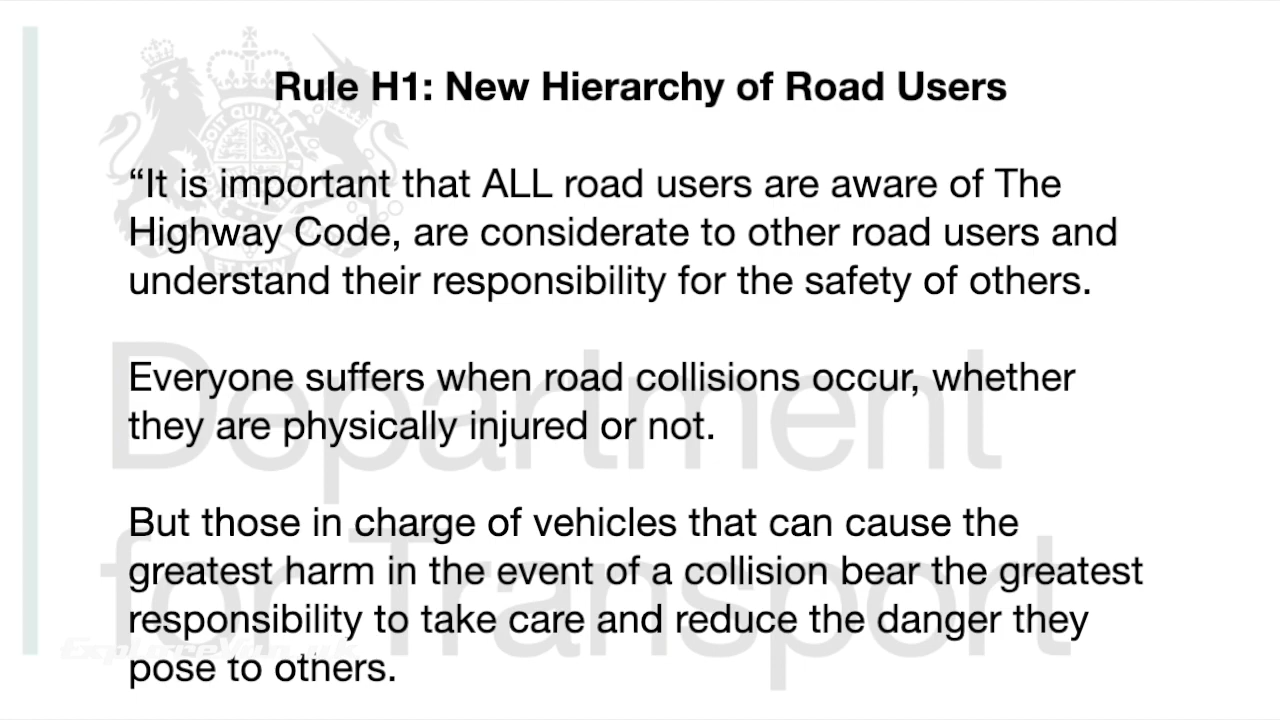 Rule H1: New Hierarchy of Road Users
“It is important that ALL road users are aware of The
Highway Code, are considerate to other road users and
understand their responsibility for the safety of others.
Everyone suffers when road collisions occur, whether
they are physically injured or not.
But those in charge of vehicles that can cause the
greatest harm in the event of a collision bear the greatest
responsibility to take care and reduce the danger they
pose to others.
Department
for Transport